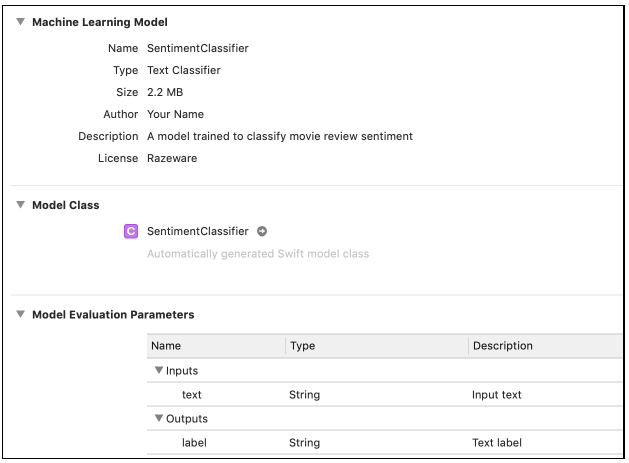 Machine Learning Model
Name SentimentClassifier
Type Text Classifier
Size 2.2 MB
Author Your Name
Description A model trained to classify movie review sentiment
License Razeware
Model Class
C SentimentClassifier
Automatically generated Swift model class
Model Evaluation Parameters
Name Type Description
Inputs
text String Input text
Outputs
label String Text label